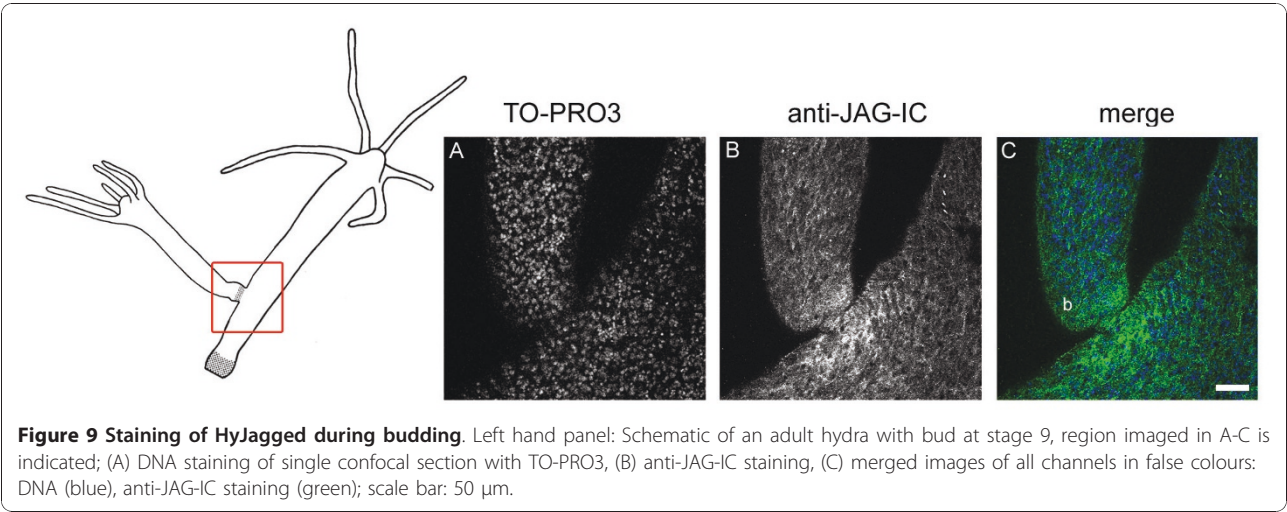 TO-PRO3 anti-JAG-IC merge
A B C
b
Figure 9 Staining of HyJagged during budding. Left hand panel: Schematic of an adult hydra with bud at stage 9, region imaged in A-C is
indicated; (A) DNA staining of single confocal section with TO-PRO3, (B) anti-JAG-IC staining, (C) merged images of all channels in false colours:
DNA (blue), anti-JAG-IC staining (green); scale bar: 50 μm.